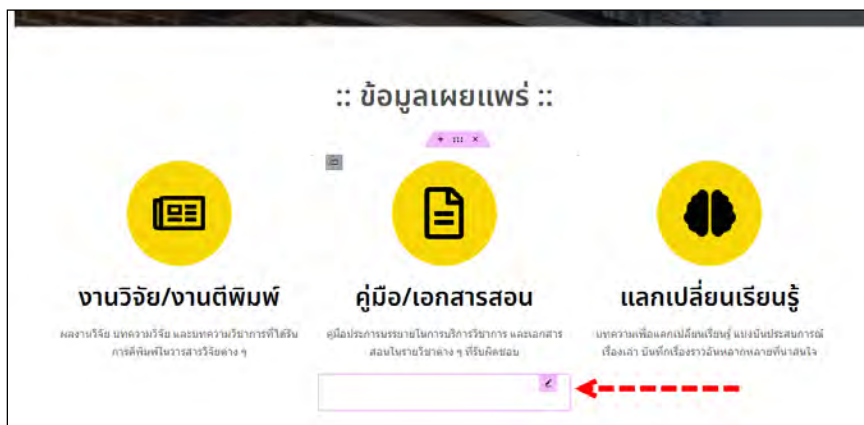 :: ข้อมูลเผยแพร่ ::
งานวิจัย/งานตีพิมพ์
ผลงานวิจัย บทความวิจัย และบทความวิชาการที่ได้รับ
การตีพิมพ์ในวารสารวิจัยต่าง ๆ
คู่มือ/เอกสารสอน
คู่มือประการบรรยายในการบริการวิชาการ และเอกสาร
สอนในรายวิชาต่าง ๆ ที่รับผิดชอบ
แลกเปลี่ยนเรียนรู้
บทความเพื่อแลกเปลี่ยนเรียนรู้ แบ่งปันประสบการณ์
เรื่องเล่า บันทึกเรื่องราวอันหลากหลายที่น่าสนใจ